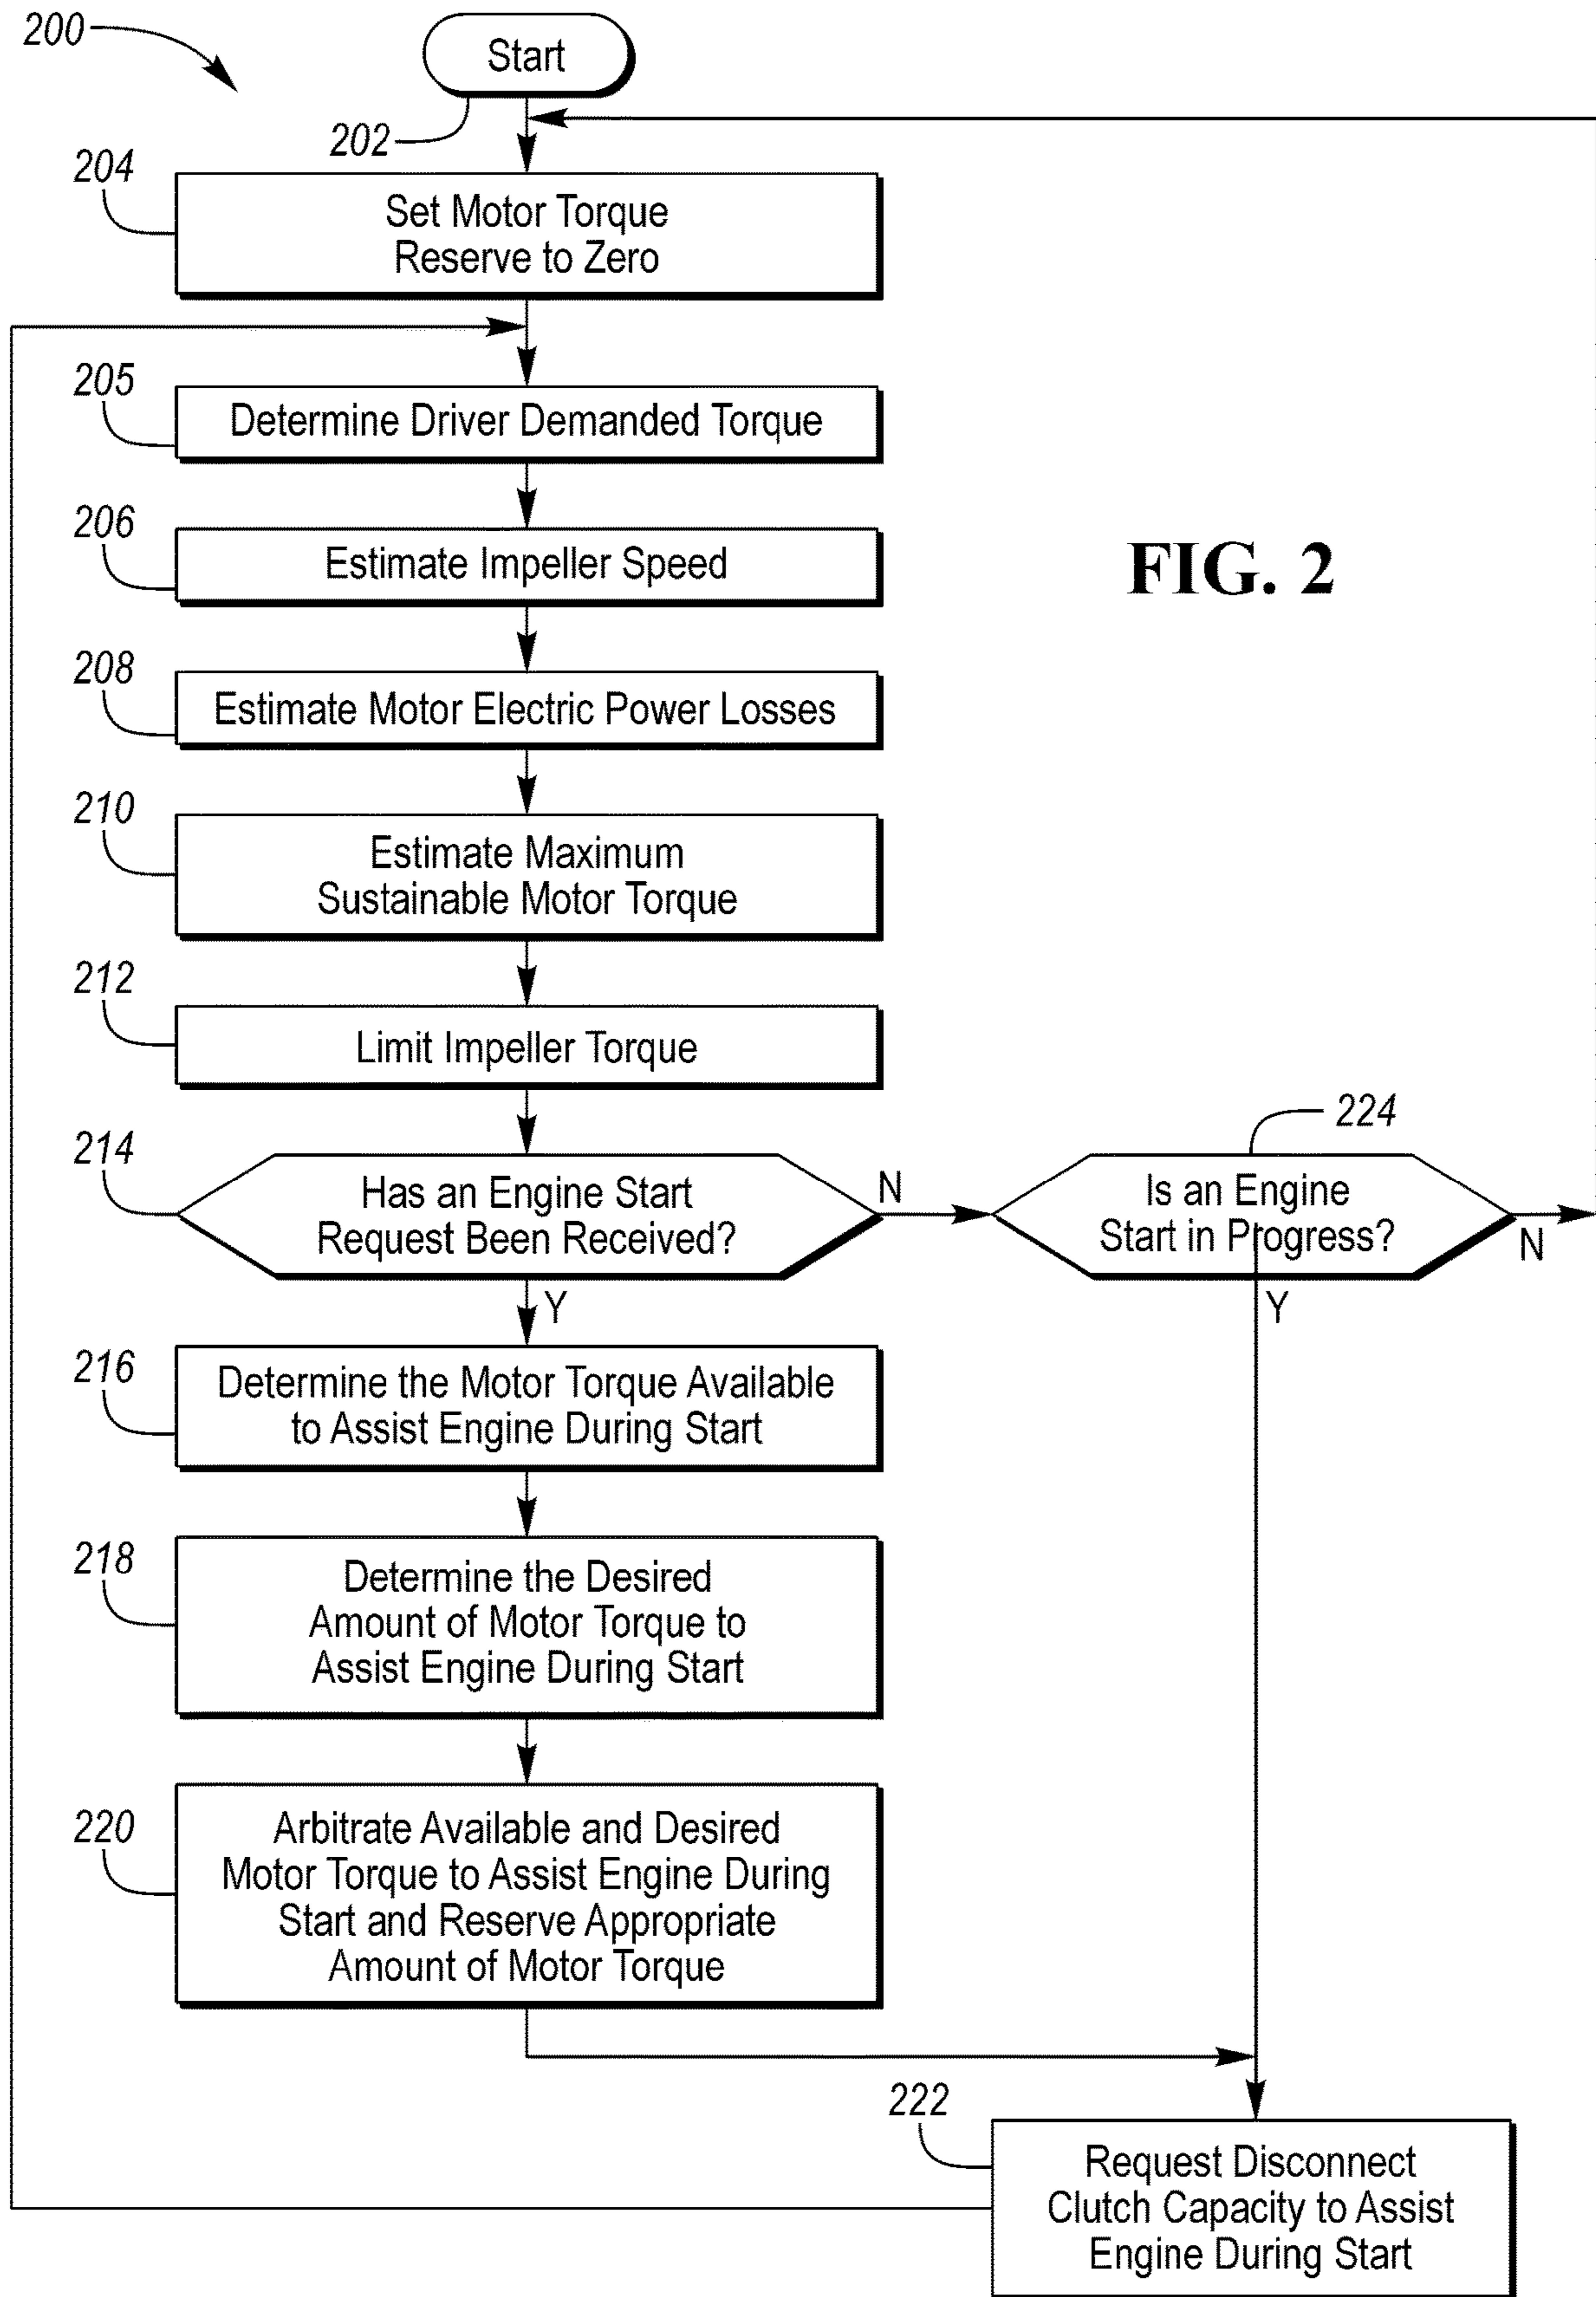 200
Start
202
204
Set Motor Torque
Reserve to Zero
205
Determine Driver Demanded Torque
206
Estimate Impeller Speed
FIG. 2
208
Estimate Motor Electric Power Losses
210
Estimate Maximum
Sustainable Motor Torque
212
Limit Impeller Torque
214
Has an Engine Start
Request Been Received?
N
Y
224
Is an Engine
Start in Progress?
N
Y
216
Determine the Motor Torque Available
to Assist Engine During Start
218
Determine the Desired
Amount of Motor Torque to
Assist Engine During Start
220
Arbitrate Available and Desired
Motor Torque to Assist Engine During
Start and Reserve Appropriate
Amount of Motor Torque
222
Request Disconnect
Clutch Capacity to Assist
Engine During Start